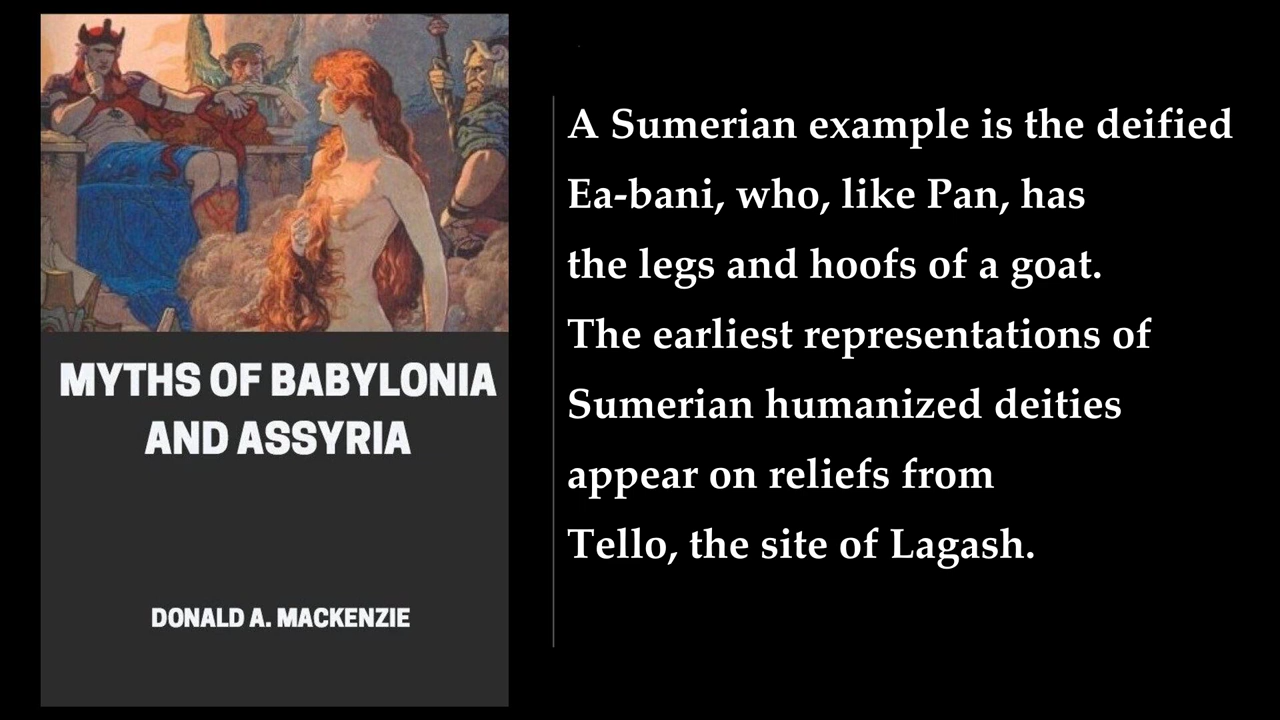 MYTHS OF BABYLONIA
AND ASSYRIA
DONALD A. MACKENZIE
A Sumerian example is the deified
Ea-bani, who, like Pan, has
the legs and hoofs of a goat.
The earliest representations of
Sumerian humanized deities
appear on reliefs from
Tello, the site of Lagash.